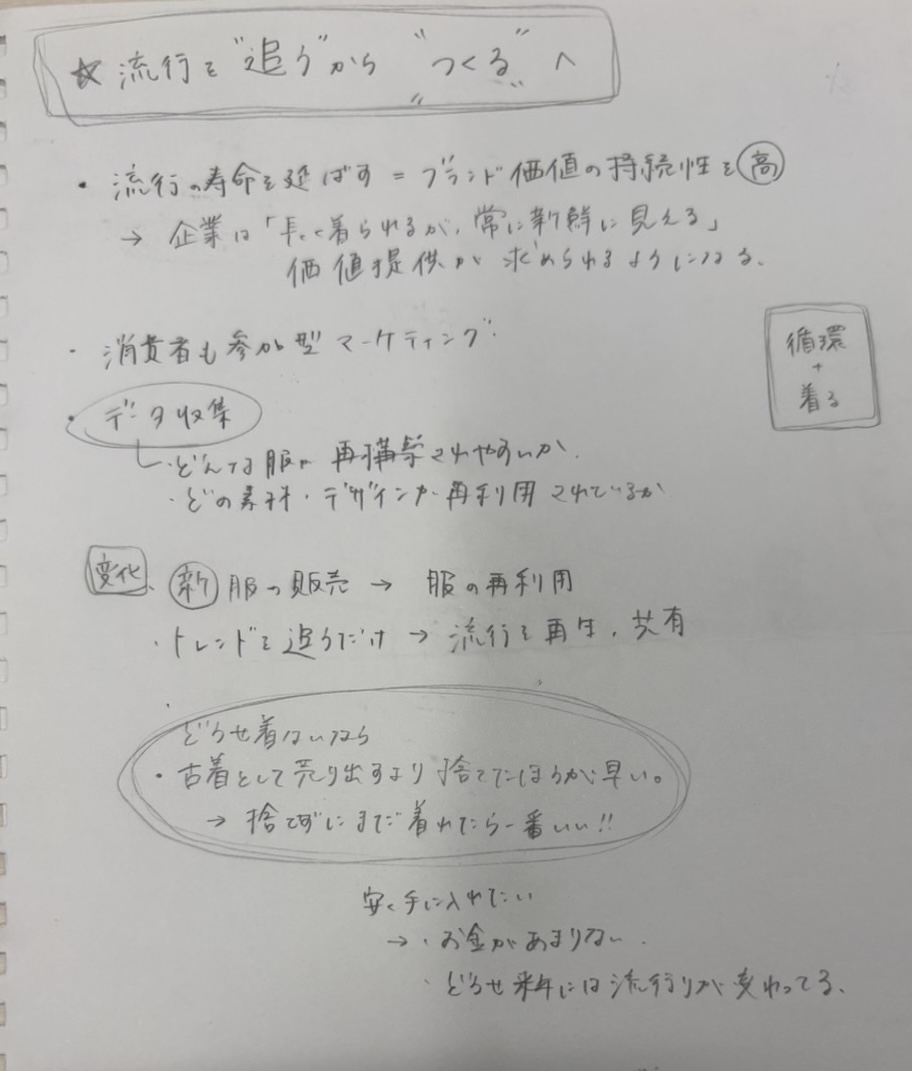 ☆ 流行を"追う"から "つくる" へ
・流行の寿命を延ばす = ブランド価値の持続性を高
→ 企業は「長く着られるが、常に新鮮に見える」
価値提供が求められるようになる。
・消費者も参加型マーケティング
循環
+
着る
・データ収集
・どんな服が再構築されやすいか
・どの素材・デザインが再利用されているか
変化 ・新服の販売 → 服の再利用
・トレンドを追うだけ → 流行を再生、共有
どうせ着ないなら
・古着として売り出すより捨てたほうが早い。
→ 捨てずにまだ着れたら一番いい!!
安く手に入れたい
→ ・お金があまりない
・どうせ来年には流行りが変わってる、